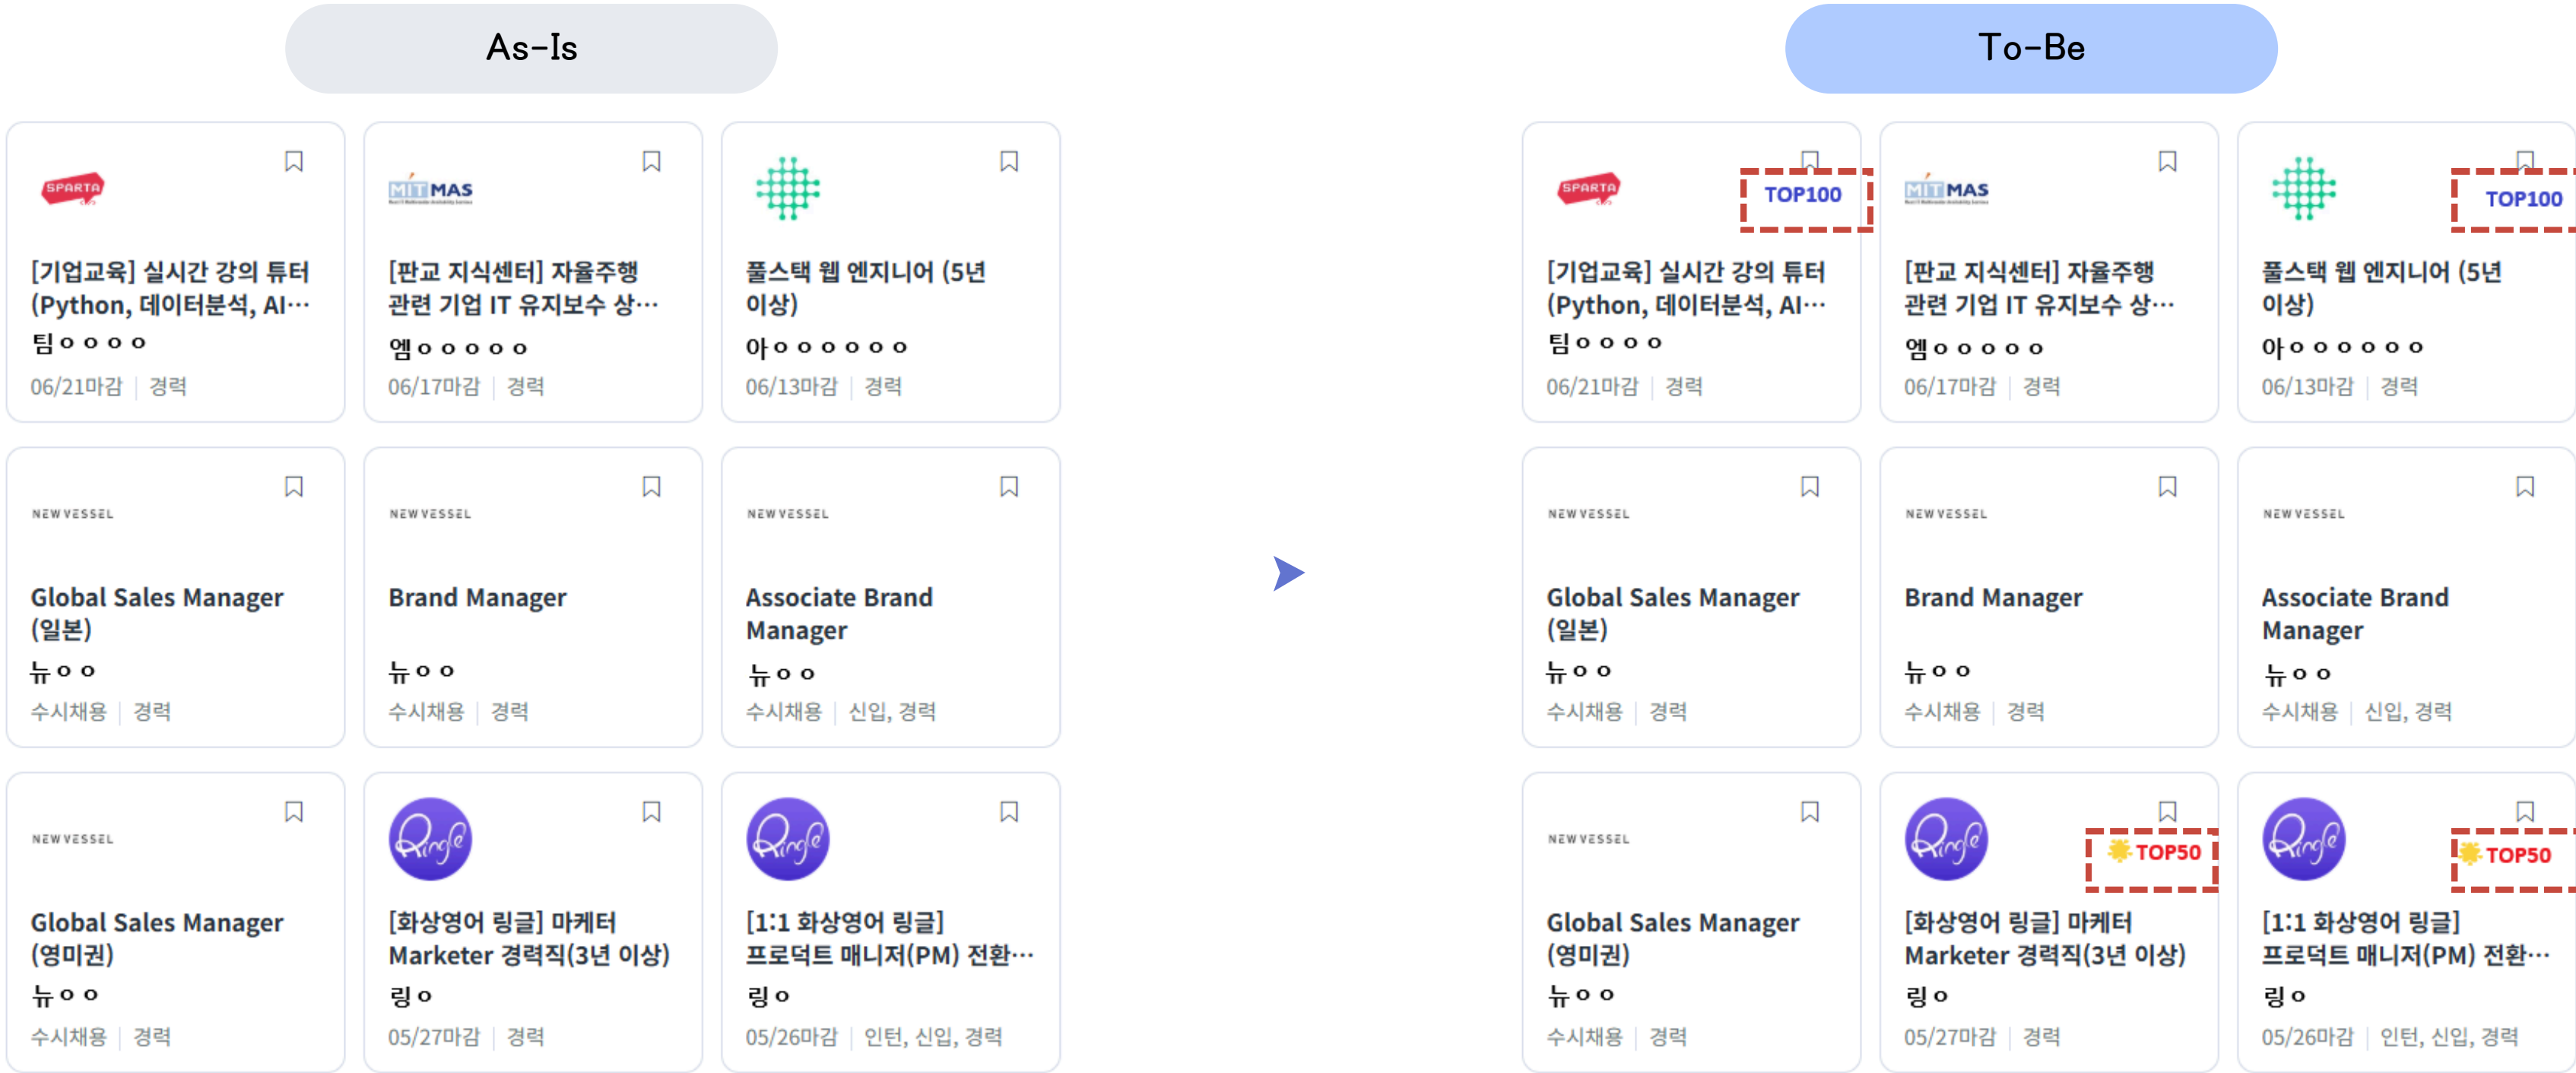 As-Is
SPARTA
[기업교육] 실시간 강의 튜터
(Python, 데이터분석, AI…
팀ㅇㅇㅇㅇ
06/21마감 | 경력
MIT MAS
[판교 지식센터] 자율주행
관련 기업 IT 유지보수 상…
엠ㅇㅇㅇㅇㅇ
06/17마감 | 경력
풀스택 웹 엔지니어 (5년
이상)
아ㅇㅇㅇㅇㅇㅇ
06/13마감 | 경력
NEW VESSEL
Global Sales Manager
(일본)
뉴ㅇㅇ
수시채용 | 경력
NEW VESSEL
Brand Manager
뉴ㅇㅇ
수시채용 | 경력
NEW VESSEL
Associate Brand
Manager
뉴ㅇㅇ
수시채용 | 신입, 경력
NEW VESSEL
Global Sales Manager
(영미권)
뉴ㅇㅇ
수시채용 | 경력
Ringle
[화상영어 링글] 마케터
Marketer 경력직(3년 이상)
링ㅇ
05/27마감 | 경력
Ringle
[1:1 화상영어 링글]
프로덕트 매니저(PM) 전환…
링ㅇ
05/26마감 | 인턴, 신입, 경력
To-Be
SPARTA
TOP100
[기업교육] 실시간 강의 튜터
(Python, 데이터분석, AI…
팀ㅇㅇㅇㅇ
06/21마감 | 경력
MIT MAS
[판교 지식센터] 자율주행
관련 기업 IT 유지보수 상…
엠ㅇㅇㅇㅇㅇ
06/17마감 | 경력
TOP100
풀스택 웹 엔지니어 (5년
이상)
아ㅇㅇㅇㅇㅇㅇ
06/13마감 | 경력
NEW VESSEL
Global Sales Manager
(일본)
뉴ㅇㅇ
수시채용 | 경력
NEW VESSEL
Brand Manager
뉴ㅇㅇ
수시채용 | 경력
NEW VESSEL
Associate Brand
Manager
뉴ㅇㅇ
수시채용 | 신입, 경력
NEW VESSEL
Global Sales Manager
(영미권)
뉴ㅇㅇ
수시채용 | 경력
Ringle
TOP50
[화상영어 링글] 마케터
Marketer 경력직(3년 이상)
링ㅇ
05/27마감 | 경력
Ringle
TOP50
[1:1 화상영어 링글]
프로덕트 매니저(PM) 전환…
링ㅇ
05/26마감 | 인턴, 신입, 경력